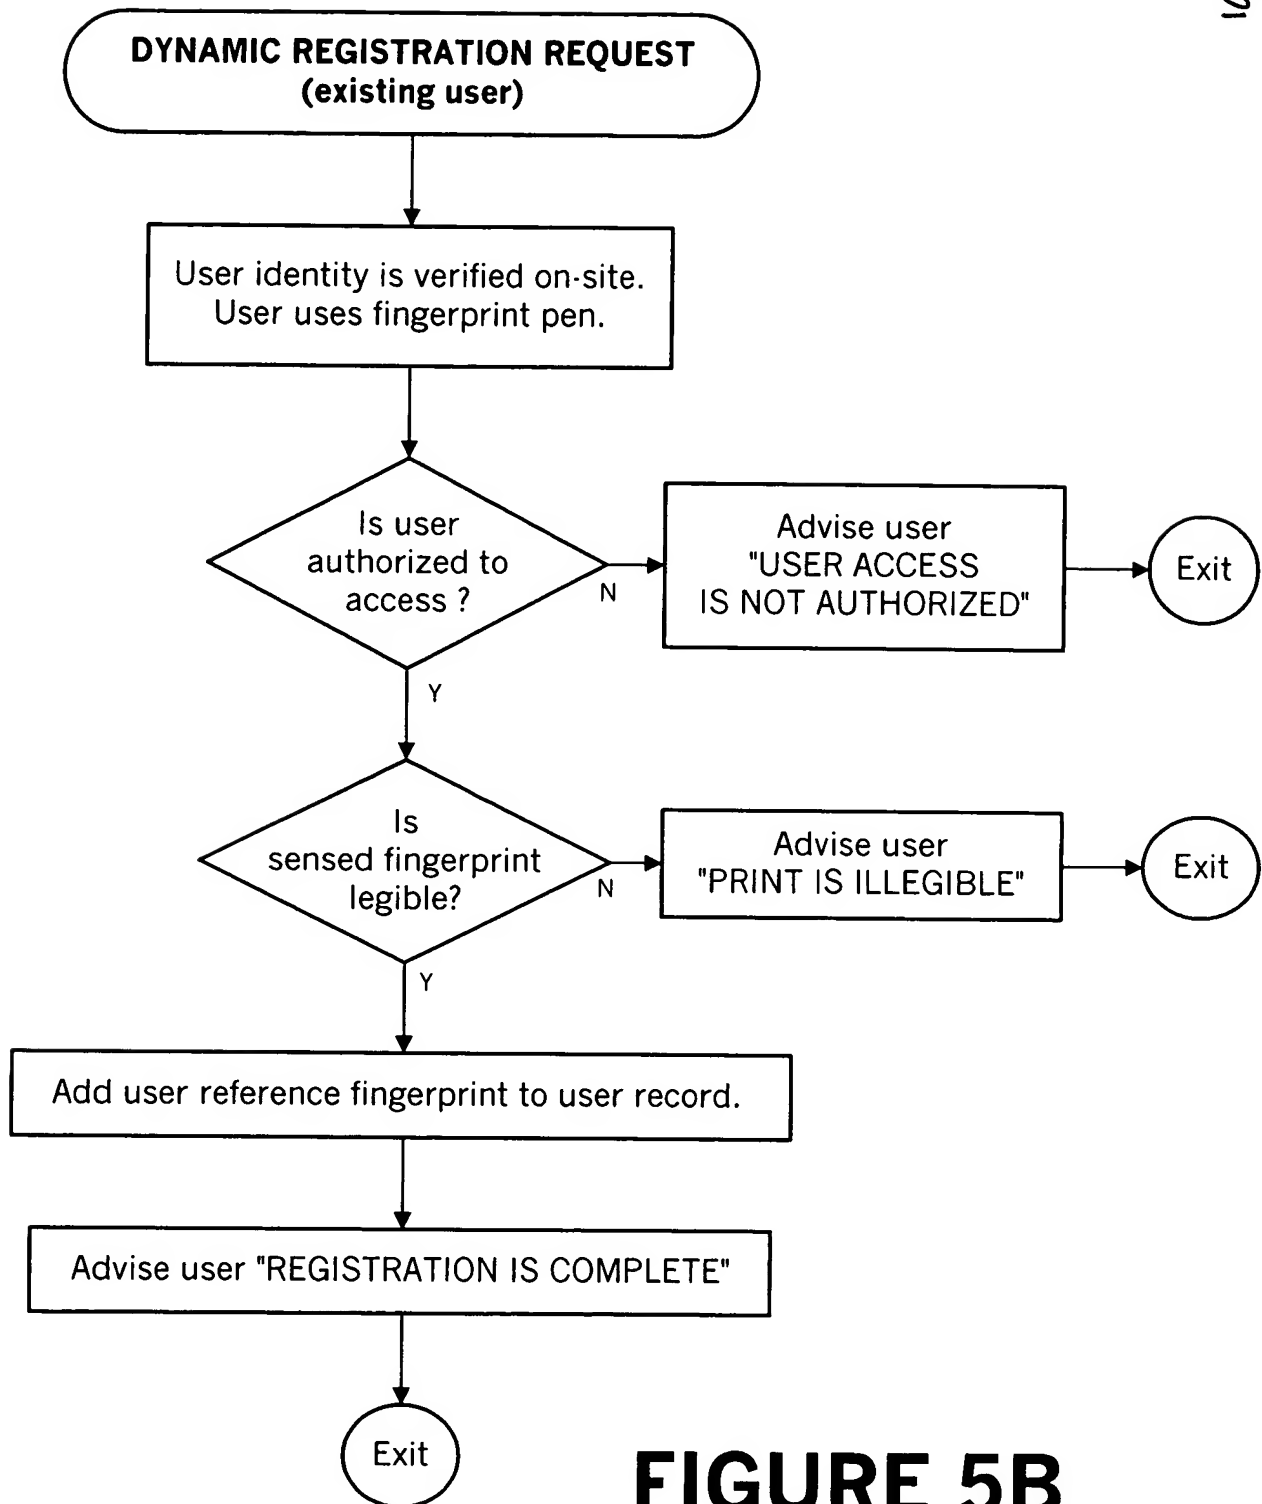 DYNAMIC REGISTRATION REQUEST
(existing user)
User identity is verified on-site.
User uses fingerprint pen.
Is user
authorized to
access ?
N
Advise user
"USER ACCESS
IS NOT AUTHORIZED"
Exit
Y
Is
sensed fingerprint
legible?
N
Advise user
"PRINT IS ILLEGIBLE"
Exit
Y
Add user reference fingerprint to user record.
Advise user "REGISTRATION IS COMPLETE"
Exit
FIGURE 5B